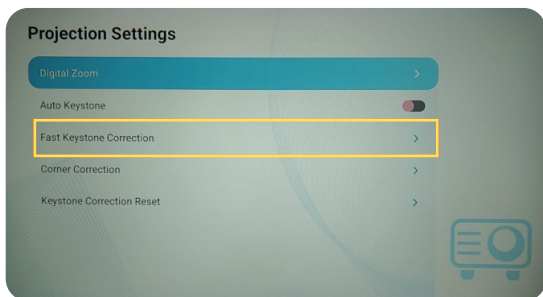 Projection Settings
Digital Zoom
Auto Keystone
Fast Keystone Correction
Corner Correction
Keystone Correction Reset